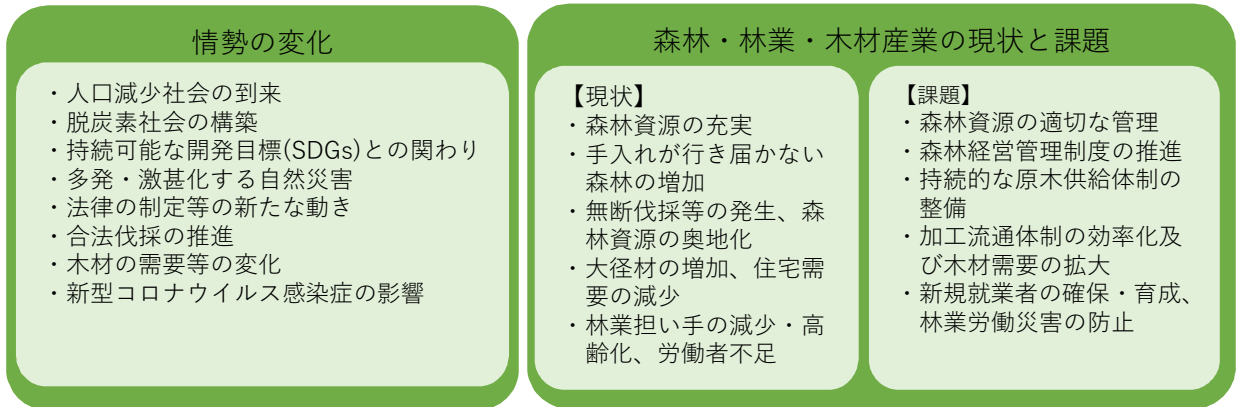 情勢の変化
・人口減少社会の到来
・脱炭素社会の構築
・持続可能な開発目標(SDGs)との関わり
・多発・激甚化する自然災害
・法律の制定等の新たな動き
・合法伐採の推進
・木材の需要等の変化
・新型コロナウイルス感染症の影響
森林・林業・木材産業の現状と課題
【現状】
・森林資源の充実
・手入れが行き届かない
森林の増加
・無断伐採等の発生、森
林資源の奥地化
・大径材の増加、住宅需
要の減少
・林業担い手の減少・高
齢化、労働者不足
【課題】
・森林資源の適切な管理
・森林経営管理制度の推進
・持続的な原木供給体制の
整備
・加工流通体制の効率化及
び木材需要の拡大
・新規就業者の確保・育成、
林業労働災害の防止